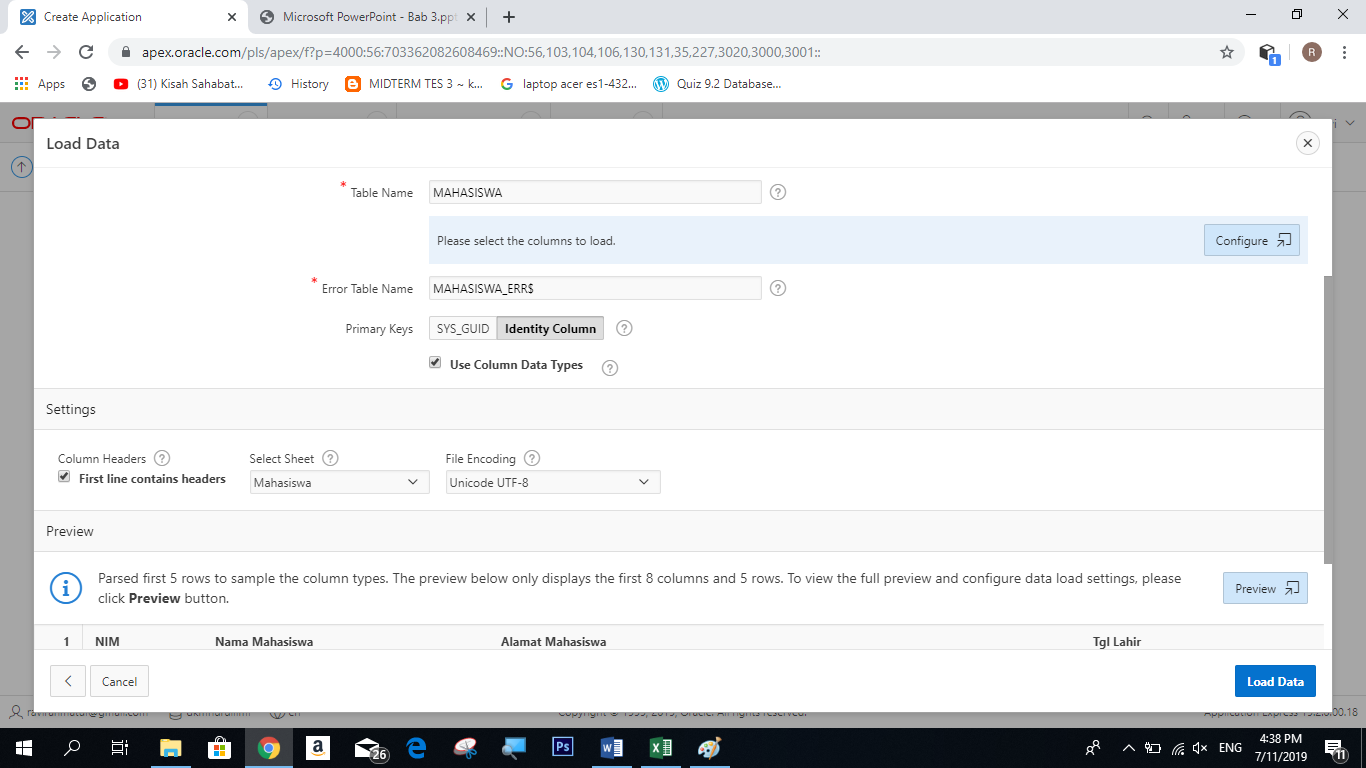 Create Application
Microsoft PowerPoint - Bab 3.ppt
apex.oracle.com/pls/apex/f?p=4000:56:703362082608469::NO:56,103,104,106,130,131,35,227,3020,3000,3001::
R
1
Apps
(31) Kisah Sahabat...
History
MIDTERM TES 3 ~ k...
laptop acer es1-432...
Quiz 9.2 Database...
Load Data
* Table Name
MAHASISWA
Please select the columns to load.
Configure
* Error Table Name
MAHASISWA_ERR$
Primary Keys
SYS_GUID
Identity Column
Use Column Data Types
Settings
Column Headers
Select Sheet
File Encoding
First line contains headers
Mahasiswa
Unicode UTF-8
Preview
Parsed first 5 rows to sample the column types. The preview below only displays the first 8 columns and 5 rows. To view the full preview and configure data load settings, please
click Preview button.
Preview
1 NIM Nama Mahasiswa Alamat Mahasiswa Tgl Lahir
Cancel
Load Data
26
Ps
ENG
4:38 PM
7/11/2019
11